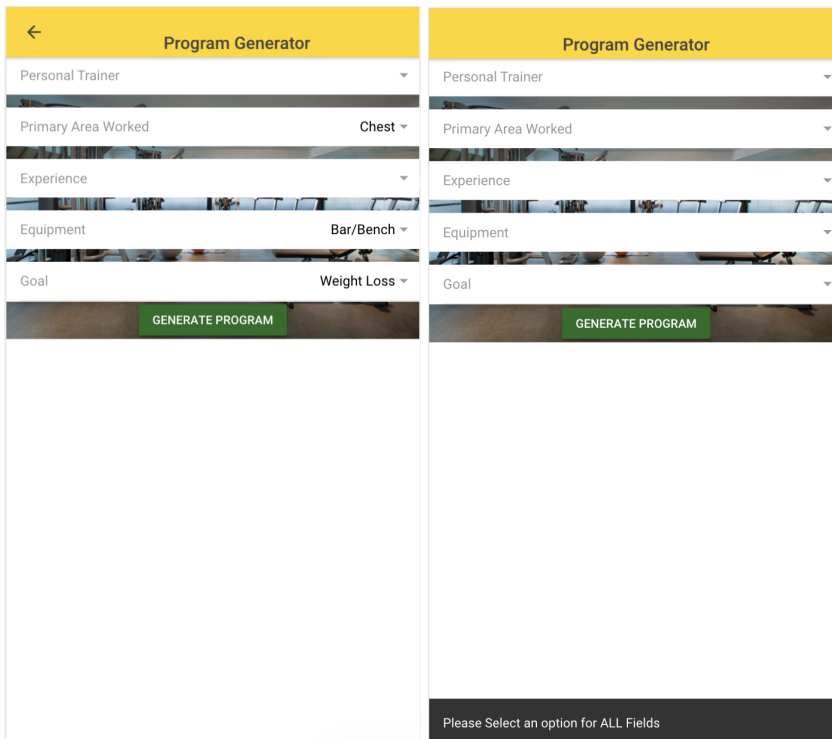 Program Generator
Personal Trainer
Primary Area Worked Chest
Experience
Equipment Bar/Bench
Goal Weight Loss
GENERATE PROGRAM
Program Generator
Personal Trainer
Primary Area Worked
Experience
Equipment
Goal
GENERATE PROGRAM
Please Select an option for ALL Fields